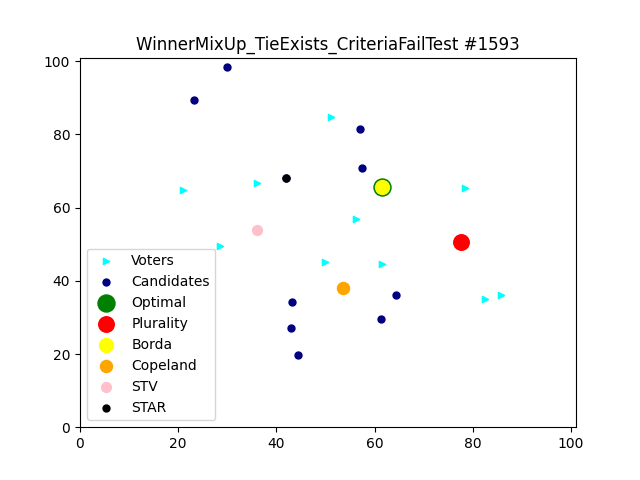 WinnerMixUp_TieExists_CriteriaFailTest #1593
100
80
60
40
20
0
Voters
Candidates
Optimal
Plurality
Borda
Copeland
STV
STAR
0 20 40 60 80 100